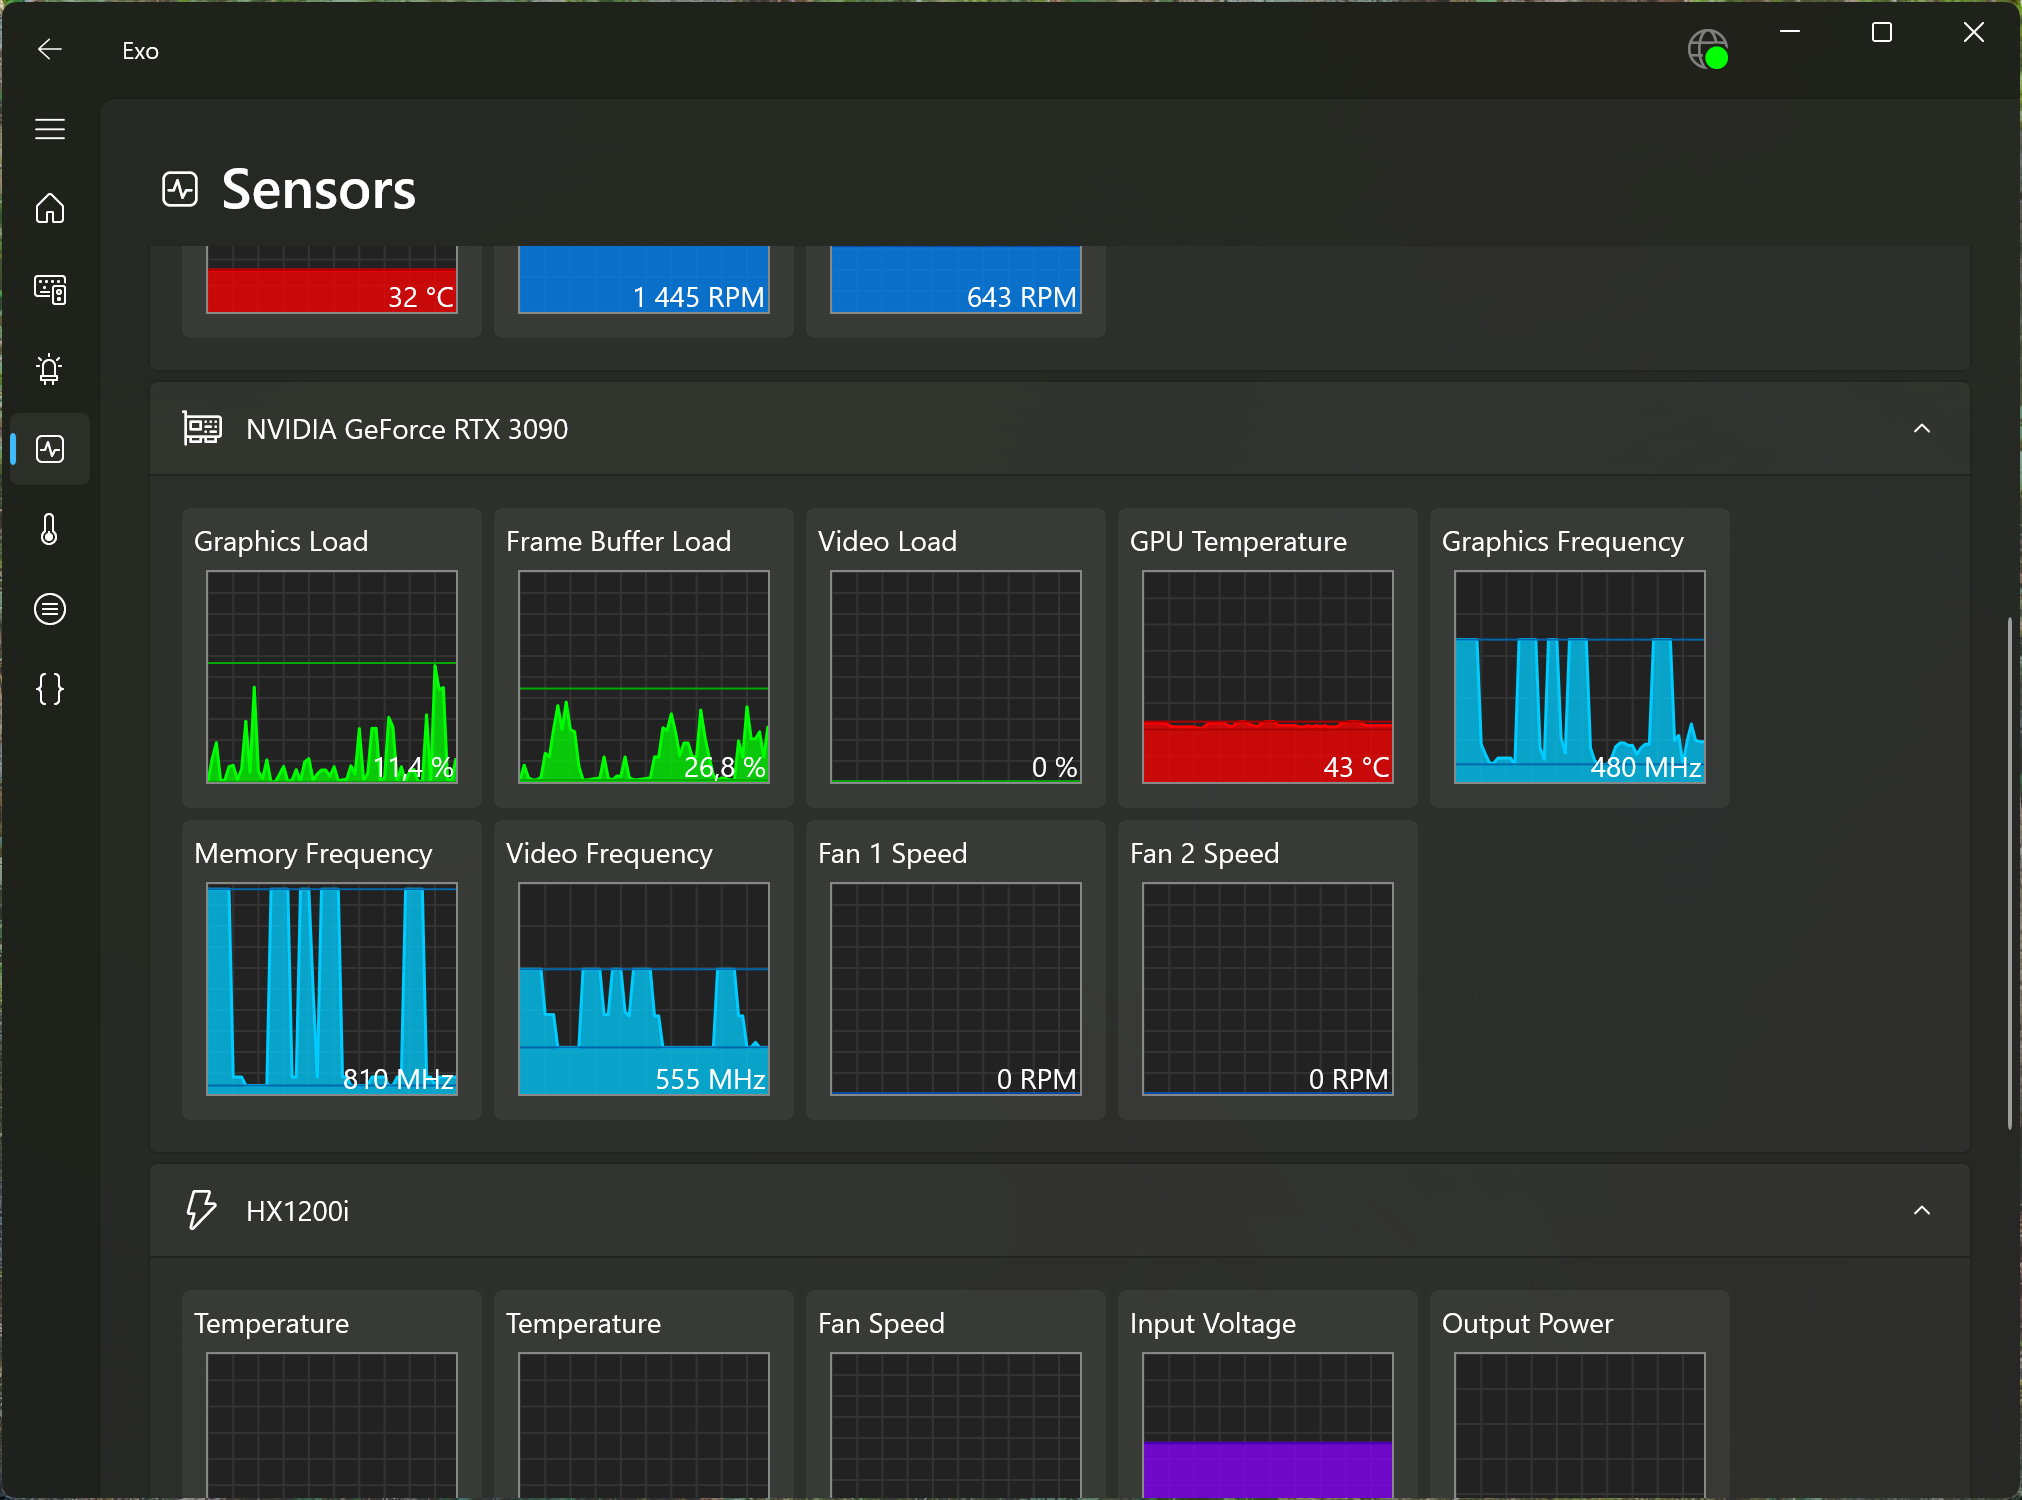 Exo
Sensors
32 °C
1 445 RPM
643 RPM
NVIDIA GeForce RTX 3090
Graphics Load
Frame Buffer Load
Video Load
GPU Temperature
Graphics Frequency
11,4 %
26,8 %
0 %
43 °C
480 MHz
Memory Frequency
Video Frequency
Fan 1 Speed
Fan 2 Speed
810 MHz
555 MHz
0 RPM
0 RPM
HX1200i
Temperature
Temperature
Fan Speed
Input Voltage
Output Power